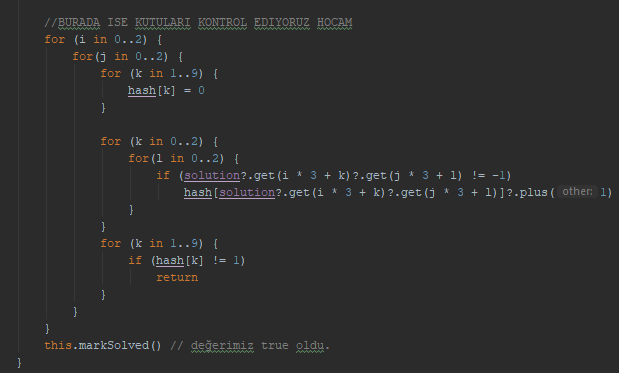 //BURADA ISE KUTULARI KONTROL EDIYORUZ HOCAM
for (i in 0..2) {
for(j in 0..2) {
for (k in 1..9) {
hash[k] = 0
}
for (k in 0..2) {
for(l in 0..2) {
if (solution?.get(i * 3 + k)?.get(j * 3 + l) != -1)
hash[solution?.get(i * 3 + k)?.get(j * 3 + l)]?.plus( other: 1)
}
}
for (k in 1..9) {
if (hash[k] != 1)
return
}
}
}
this.markSolved() // değerimiz true oldu.
}